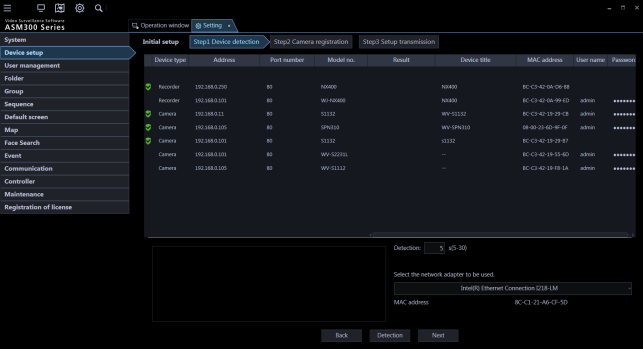 Video Surveillance Software
ASM300 Series
Operation window
Setting
System
Device setup
User management
Folder
Group
Sequence
Default screen
Map
Face Search
Event
Communication
Controller
Maintenance
Registration of license
Initial setup
Step1 Device detection
Step2 Camera registration
Step3 Setup transmission
Device type Address Port number Model no. Result Device title MAC address User name Password
Recorder 192.168.0.250 80 NX400 NX400 BC-C3-42-0A-D6-B8
Recorder 192.168.0.101 80 WJ-NX400 NX400 BC-C3-42-0A-99-ED admin
Camera 192.168.0.11 80 S1132 WV-S1132 BC-C3-42-19-29-CB admin
Camera 192.168.0.105 80 SPN310 WV-SPN310 08-00-23-6D-9F-0F admin
Camera 192.168.0.101 80 S1132 s1132 BC-C3-42-19-29-B7
Camera 192.168.0.101 80 WV-S2231L --- BC-C3-42-19-55-6D admin
Camera 192.168.0.105 80 WV-S1112 --- BC-C3-42-19-F8-1A admin
Detection: 5 s(5-30)
Select the network adapter to be used.
Intel(R) Ethernet Connection I218-LM
MAC address 8C-C1-21-A6-CF-5D
Back Detection Next